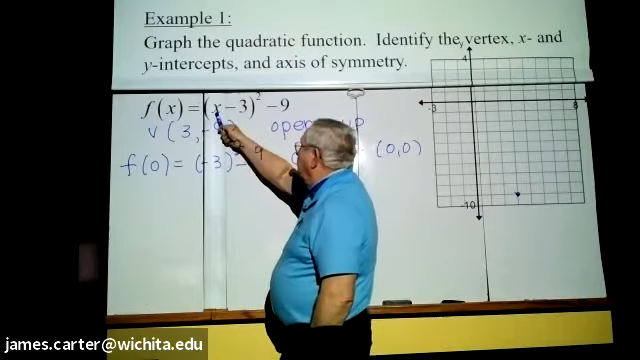 Example 1:
Graph the quadratic function. Identify the vertex, x- and
y-intercepts, and axis of symmetry.
4
f(x) = (x − 3)² − 9
-3
8
V (3, -9) opens up
f(0) = (-3)² - 9 (0,0)
-10
james.carter@wichita.edu